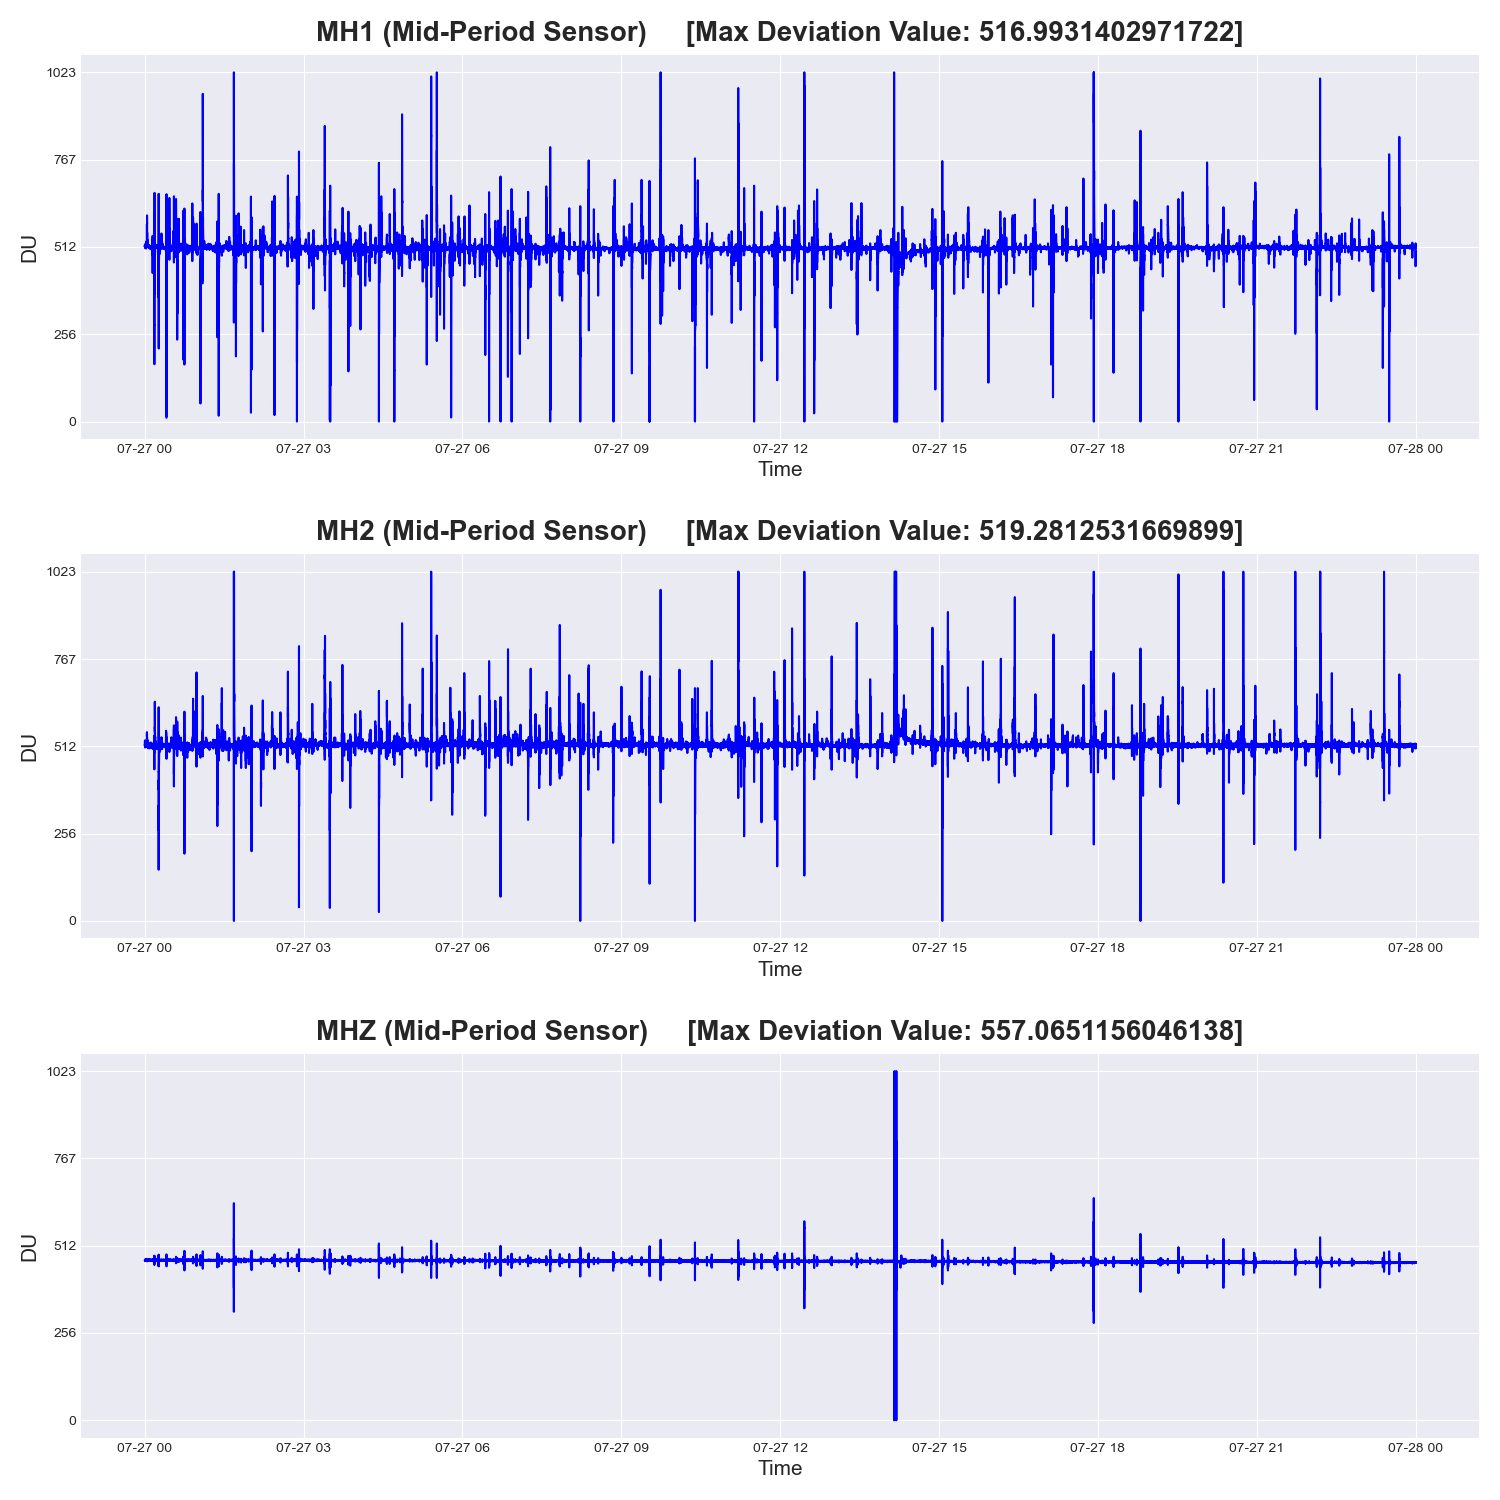 MH1 (Mid-Period Sensor) [Max Deviation Value: 516.9931402971722]
1023
767
512
256
0
DU
07-27 00 07-27 03 07-27 06 07-27 09 07-27 12 07-27 15 07-27 18 07-27 21 07-28 00
Time
MH2 (Mid-Period Sensor) [Max Deviation Value: 519.2812531669899]
1023
767
512
256
0
DU
07-27 00 07-27 03 07-27 06 07-27 09 07-27 12 07-27 15 07-27 18 07-27 21 07-28 00
Time
MHZ (Mid-Period Sensor) [Max Deviation Value: 557.0651156046138]
1023
767
512
256
0
DU
07-27 00 07-27 03 07-27 06 07-27 09 07-27 12 07-27 15 07-27 18 07-27 21 07-28 00
Time